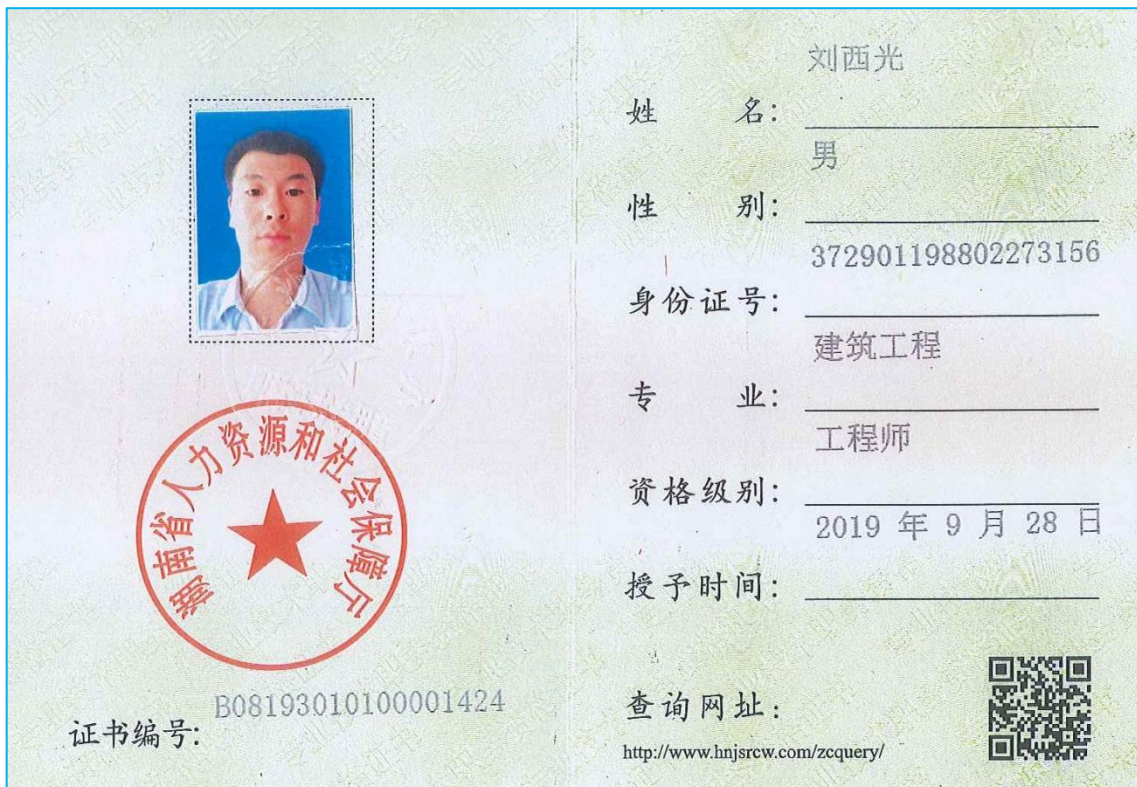 刘西光
姓 名：
男
性 别：
372901198802273156
身份证号：
建筑工程
专 业：
工程师
资格级别：
2019 年 9 月 28 日
授予时间：
南省人力资源和社会保障厅
B08193010100001424
证书编号：
查询网址：
http://www.hnjsrcw.com/zcquery/